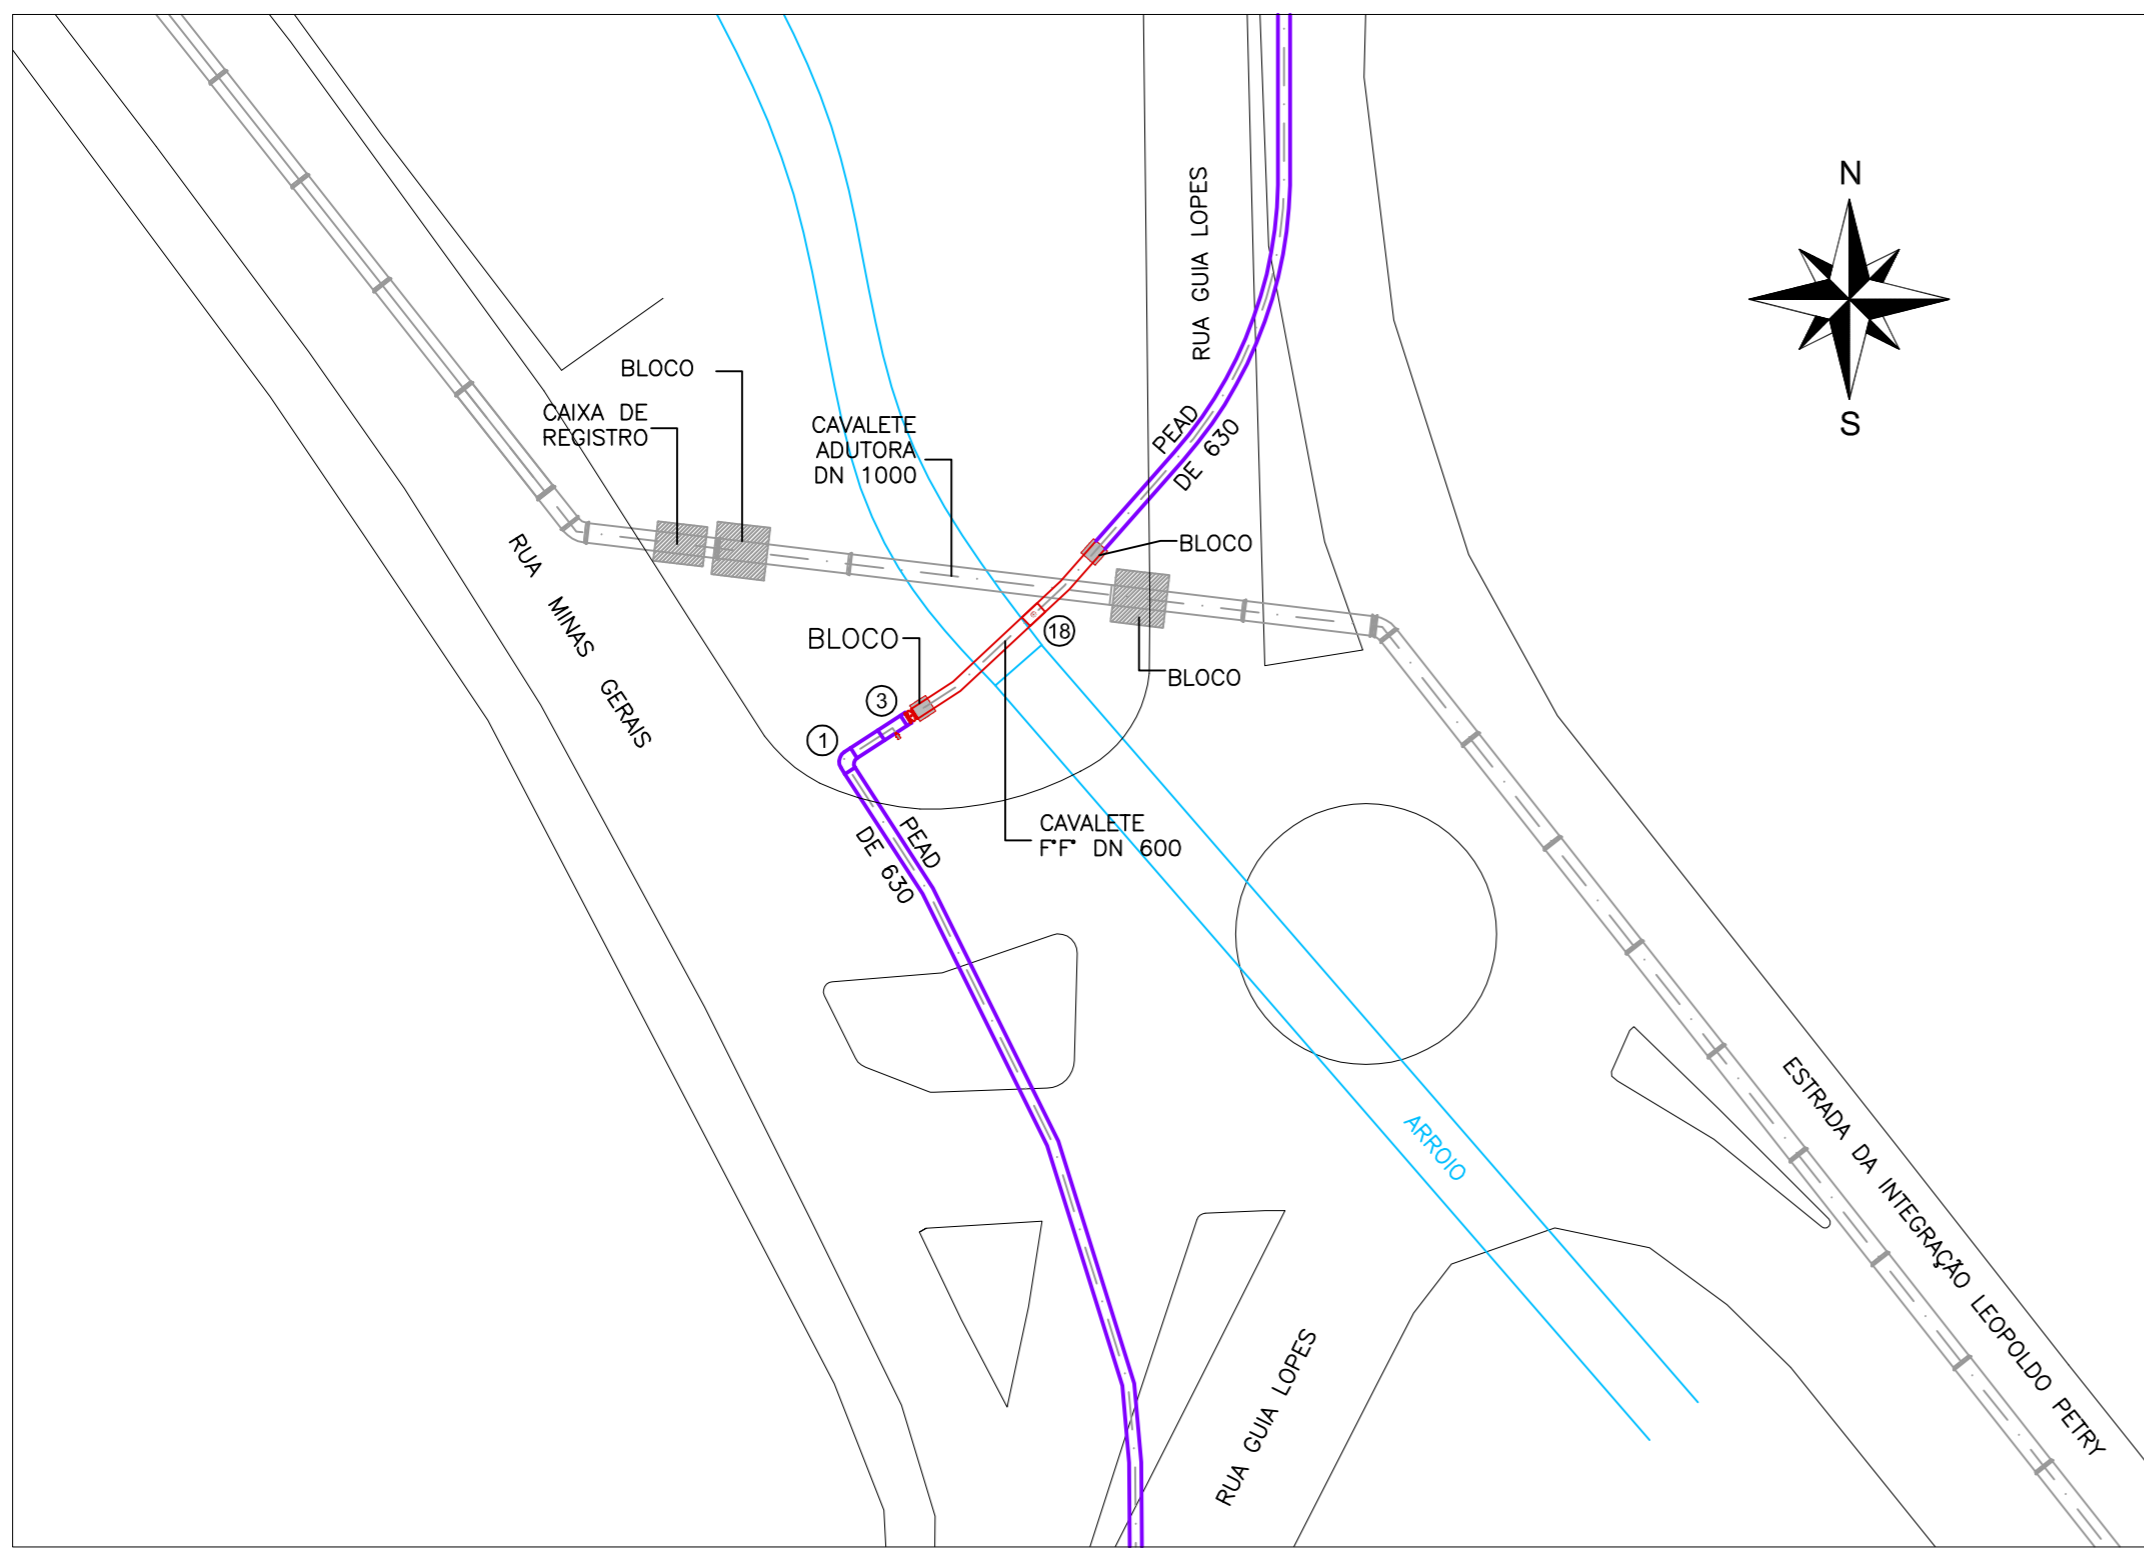 N
S
RUA GUIA LOPES
BLOCO
CAIXA DE
REGISTRO
CAVALETE
ADUTORA
DN 1000
PEAD
DE 630
BLOCO
RUA MINAS GERAIS
18
BLOCO
BLOCO
3
1
CAVALETE
F°F° DN 600
PEAD
DE 630
ARROIO
ESTRADA DA INTEGRAÇÃO LEOPOLDO PETRY
RUA GUIA LOPES